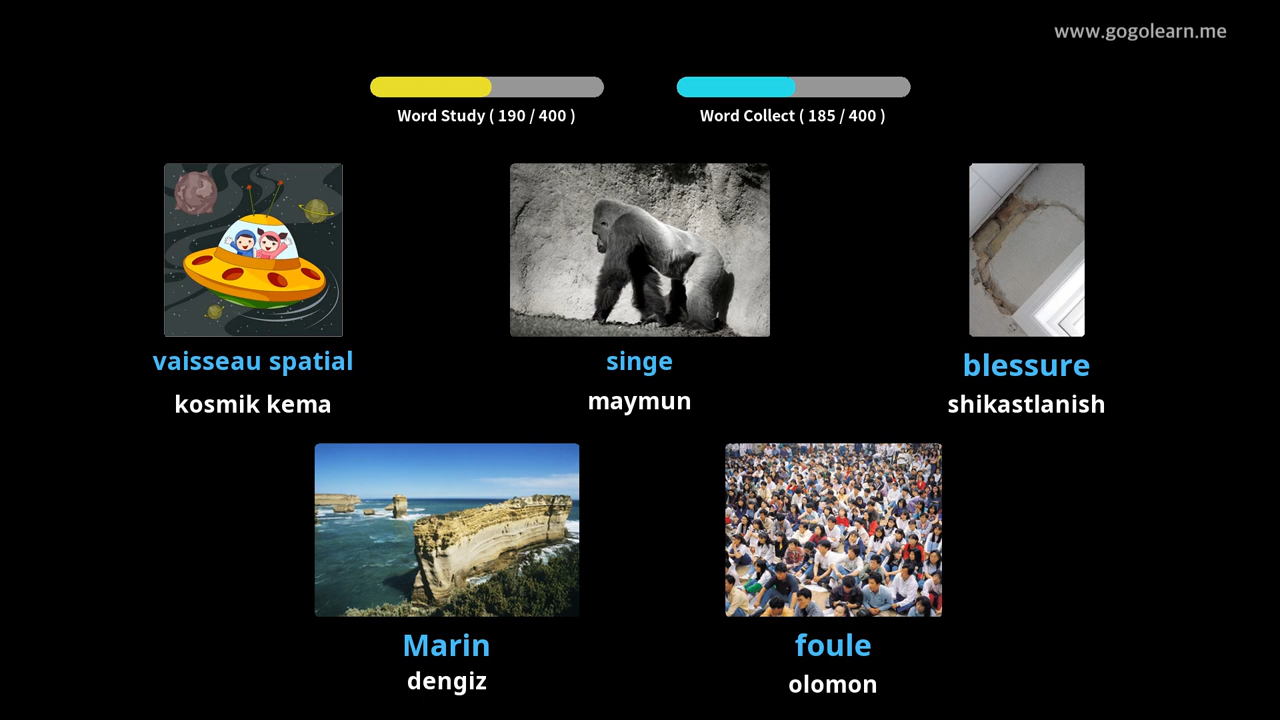 www.gogolearn.me
Word Study ( 190 / 400 )
Word Collect ( 185 / 400 )
vaisseau spatial
kosmik kema
singe
maymun
blessure
shikastlanish
Marin
dengiz
foule
olomon